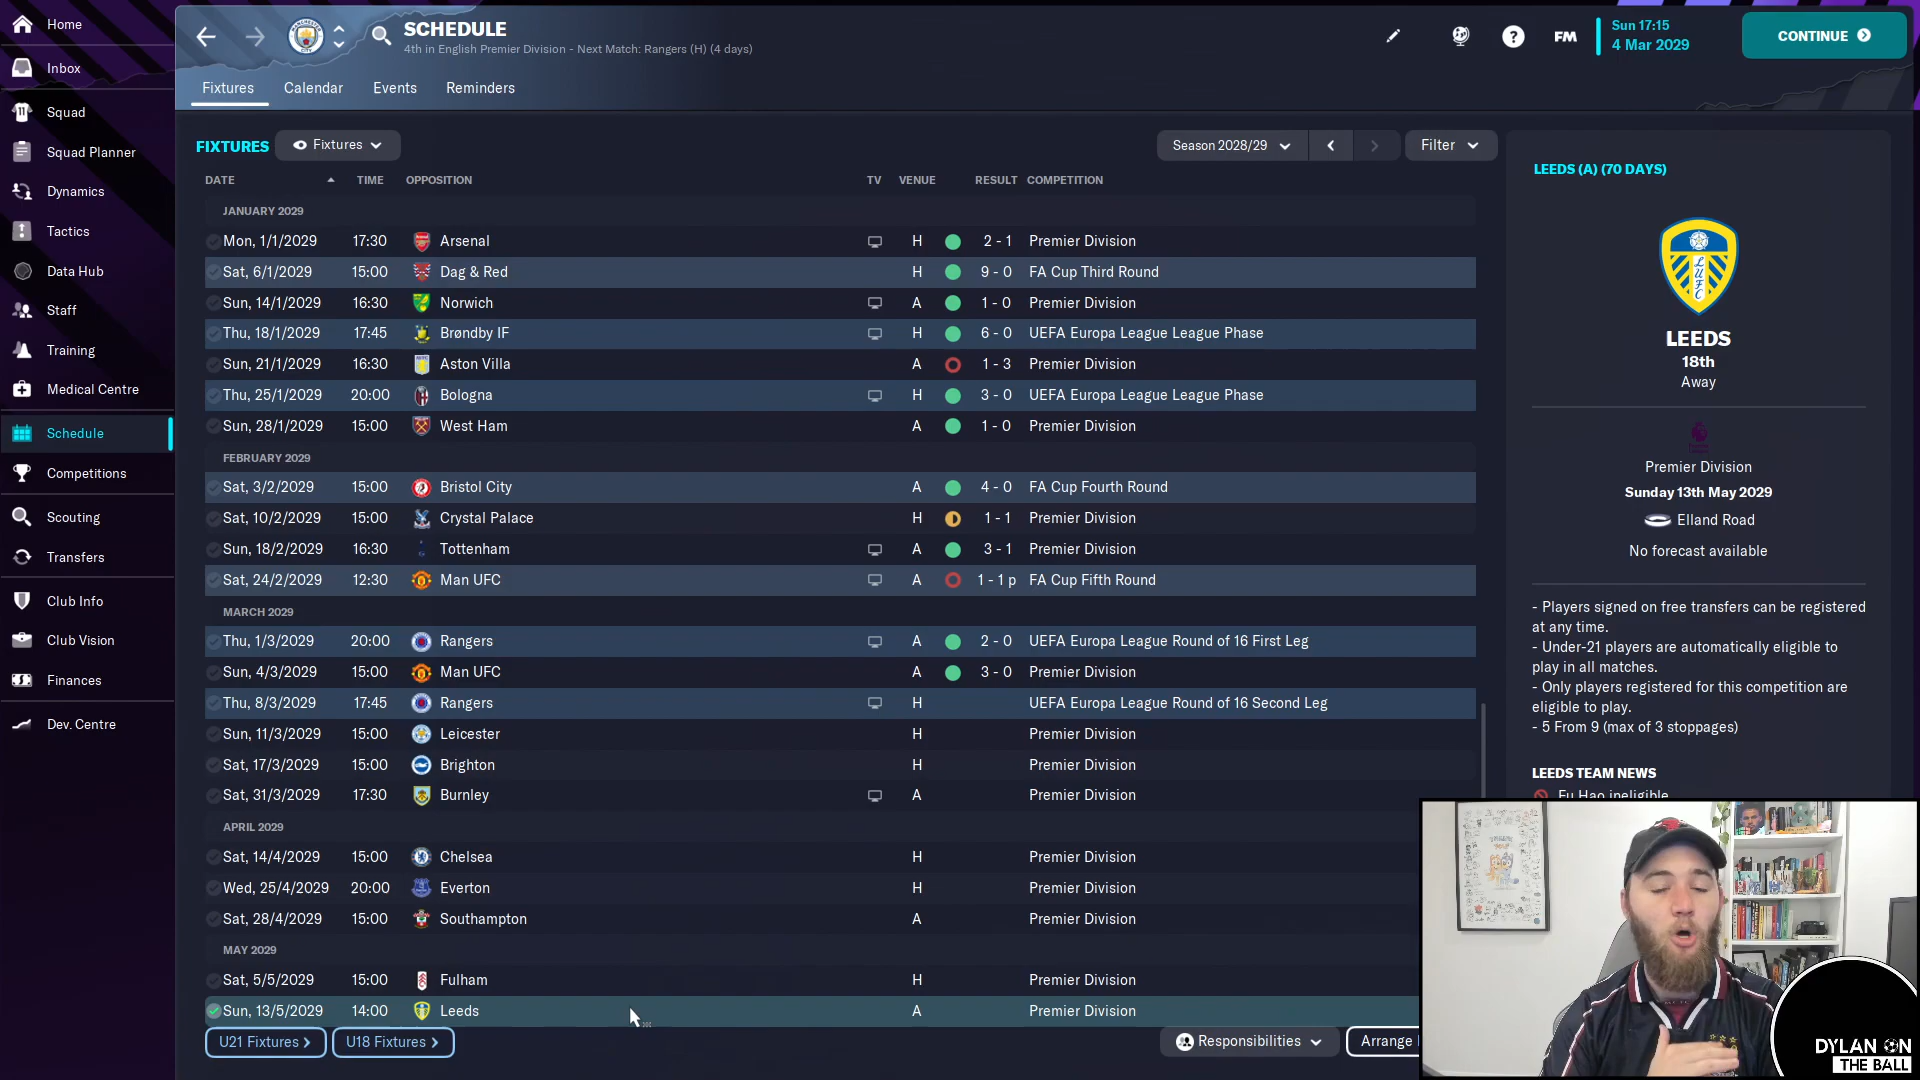 Home
Inbox
Squad
Squad Planner
Dynamics
Tactics
Data Hub
Staff
Training
Medical Centre
Schedule
Competitions
Scouting
Transfers
Club Info
Club Vision
Finances
Dev. Centre
SCHEDULE
4th in English Premier Division - Next Match: Rangers (H) (4 days)
FM
Sun 17:15
4 Mar 2029
CONTINUE
Fixtures Calendar Events Reminders
FIXTURES Fixtures Season 2028/29 Filter
DATE TIME OPPOSITION TV VENUE RESULT COMPETITION
JANUARY 2029
Mon, 1/1/2029 17:30 Arsenal H 2 - 1 Premier Division
Sat, 6/1/2029 15:00 Dag & Red H 9 - 0 FA Cup Third Round
Sun, 14/1/2029 16:30 Norwich A 1 - 0 Premier Division
Thu, 18/1/2029 17:45 Brøndby IF H 6 - 0 UEFA Europa League League Phase
Sun, 21/1/2029 16:30 Aston Villa A 1 - 3 Premier Division
Thu, 25/1/2029 20:00 Bologna H 3 - 0 UEFA Europa League League Phase
Sun, 28/1/2029 15:00 West Ham A 1 - 0 Premier Division
FEBRUARY 2029
Sat, 3/2/2029 15:00 Bristol City A 4 - 0 FA Cup Fourth Round
Sat, 10/2/2029 15:00 Crystal Palace H 1 - 1 Premier Division
Sun, 18/2/2029 16:30 Tottenham A 3 - 1 Premier Division
Sat, 24/2/2029 12:30 Man UFC A 1 - 1 p FA Cup Fifth Round
MARCH 2029
Thu, 1/3/2029 20:00 Rangers A 2 - 0 UEFA Europa League Round of 16 First Leg
Sun, 4/3/2029 15:00 Man UFC A 3 - 0 Premier Division
Thu, 8/3/2029 17:45 Rangers H UEFA Europa League Round of 16 Second Leg
Sun, 11/3/2029 15:00 Leicester H Premier Division
Sat, 17/3/2029 15:00 Brighton H Premier Division
Sat, 31/3/2029 17:30 Burnley A Premier Division
APRIL 2029
Sat, 14/4/2029 15:00 Chelsea H Premier Division
Wed, 25/4/2029 20:00 Everton H Premier Division
Sat, 28/4/2029 15:00 Southampton A Premier Division
MAY 2029
Sat, 5/5/2029 15:00 Fulham H Premier Division
Sun, 13/5/2029 14:00 Leeds A Premier Division
U21 Fixtures U18 Fixtures Responsibilities Arrange
LEEDS (A) (70 DAYS)
LUFC
LEEDS
18th
Away
Premier Division
Sunday 13th May 2029
Elland Road
No forecast available
- Players signed on free transfers can be registered
at any time.
- Under-21 players are automatically eligible to
play in all matches.
- Only players registered for this competition are
eligible to play.
- 5 From 9 (max of 3 stoppages)
LEEDS TEAM NEWS
Fu Hao ineligible
DYLAN ON
THE BALL